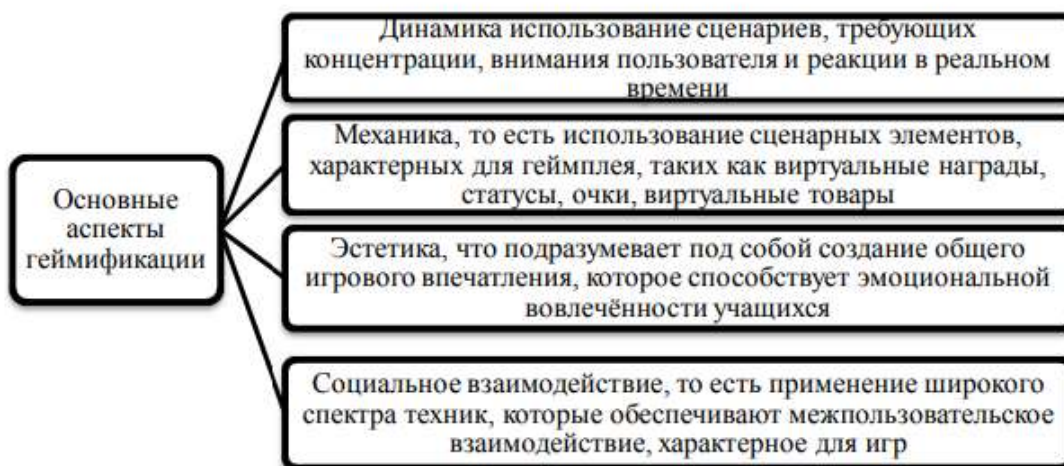 Основные
аспекты
геймификации
Динамика использование сценариев, требующих
концентрации, внимания пользователя и реакции в реальном
времени
Механика, то есть использование сценарных элементов,
характерных для геймплея, таких как виртуальные награды,
статусы, очки, виртуальные товары
Эстетика, что подразумевает под собой создание общего
игрового впечатления, которое способствует эмоциональной
вовлечённости учащихся
Социальное взаимодействие, то есть применение широкого
спектра техник, которые обеспечивают межпользовательское
взаимодействие, характерное для игр